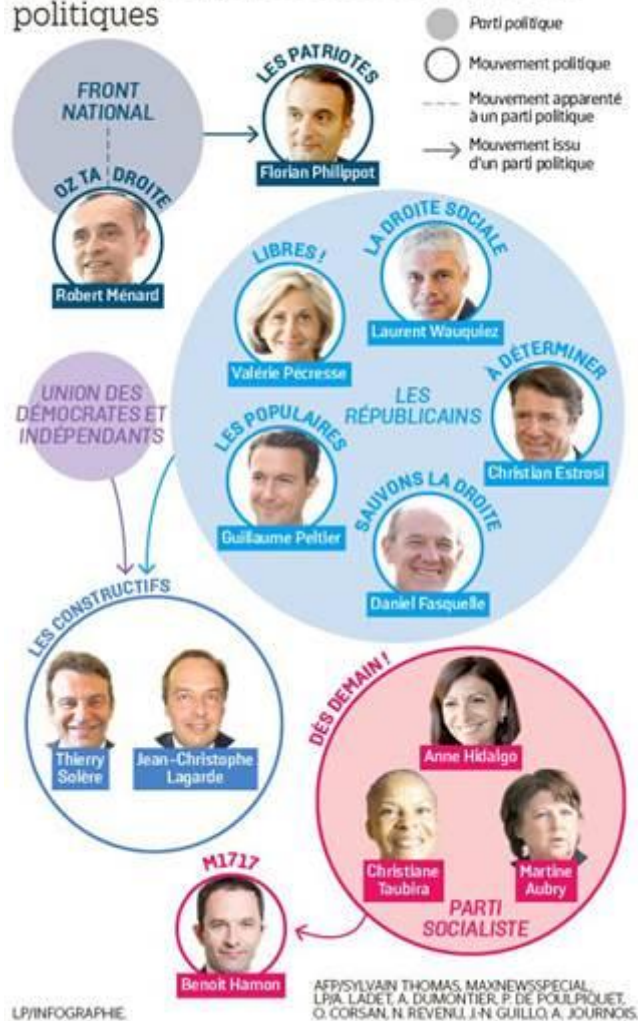 politiques
Parti politique
Mouvement politique
Mouvement apparenté
à un parti politique
Mouvement issu
d'un parti politique
FRONT
NATIONAL
LES PATRIOTES
Florian Philippot
OZ TA DROITE
Robert Ménard
LIBRES !
Valérie Pécresse
LA DROITE SOCIALE
Laurent Wauquiez
À DÉTERMINER
Christian Estrosi
LES
RÉPUBLICAINS
UNION DES
DÉMOCRATES ET
INDÉPENDANTS
LES POPULAIRES
Guillaume Peltier
SAUVONS LA DROITE
Daniel Fasquelle
LES CONSTRUCTIFS
Thierry
Solère
Jean-Christophe
Lagarde
DÈS DEMAIN !
Anne Hidalgo
Christiane
Taubira
Martine
Aubry
PARTI
SOCIALISTE
M1717
Benoît Hamon
LP/INFOGRAPHIE.
AFP/SYLVAIN THOMAS, MAXNEWSSPECIAL,
LP/A. LADET, A. DUMONTIER, P. DE POULPIQUET,
O. CORSAN, N. REVENU, J.-N. GUILLO, A. JOURNOIS.